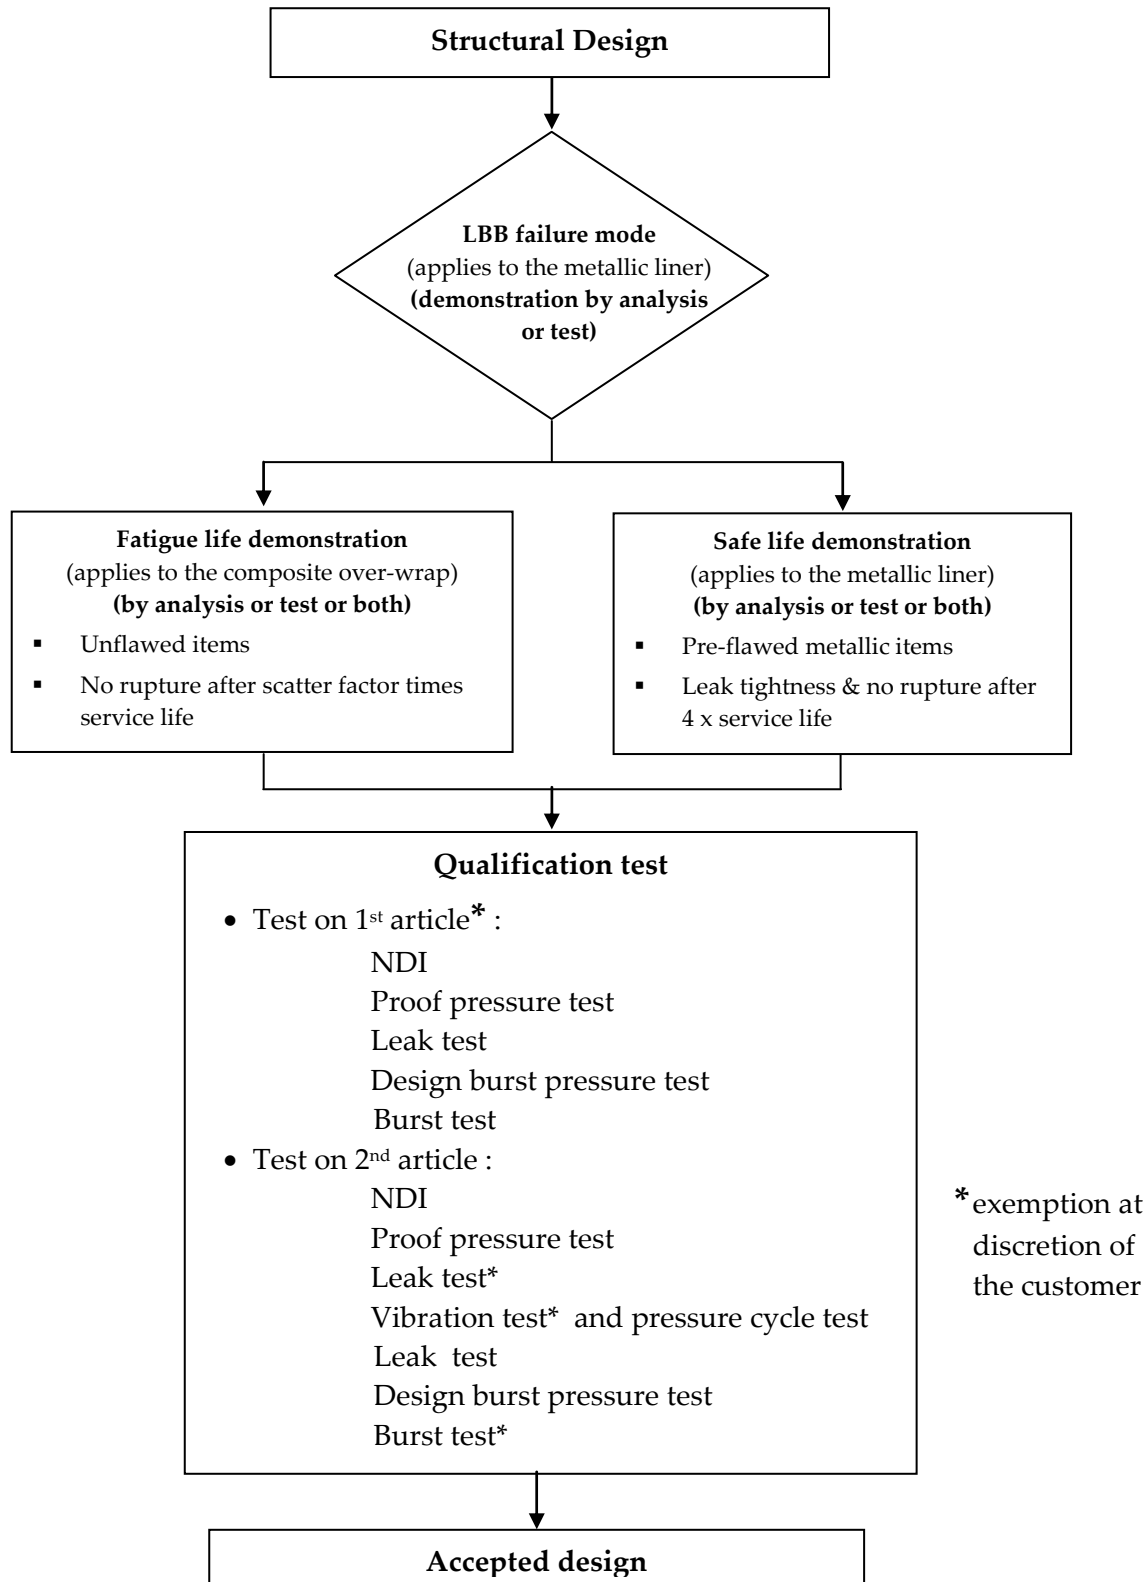 Structural Design
LBB failure mode
(applies to the metallic liner)
(demonstration by analysis
or test)
Fatigue life demonstration
(applies to the composite over-wrap)
(by analysis or test or both)
▪ Unflawed items
▪ No rupture after scatter factor times
service life
Safe life demonstration
(applies to the metallic liner)
(by analysis or test or both)
▪ Pre-flawed metallic items
▪ Leak tightness & no rupture after
4 x service life
Qualification test
• Test on 1st article* :
NDI
Proof pressure test
Leak test
Design burst pressure test
Burst test
• Test on 2nd article :
NDI
Proof pressure test
Leak test*
Vibration test* and pressure cycle test
Leak test
Design burst pressure test
Burst test*
*exemption at
discretion of
the customer
Accepted design